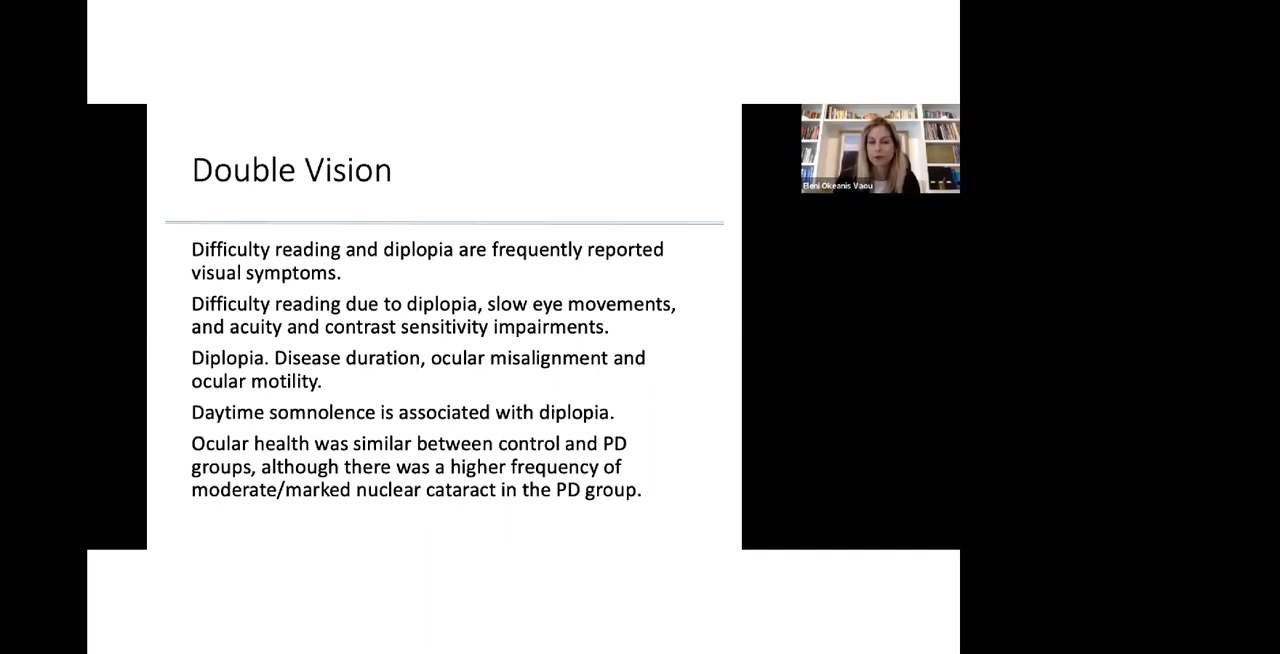 Double Vision
Difficulty reading and diplopia are frequently reported
visual symptoms.
Difficulty reading due to diplopia, slow eye movements,
and acuity and contrast sensitivity impairments.
Diplopia. Disease duration, ocular misalignment and
ocular motility.
Daytime somnolence is associated with diplopia.
Ocular health was similar between control and PD
groups, although there was a higher frequency of
moderate/marked nuclear cataract in the PD group.
Eleni Okeanis Vaou